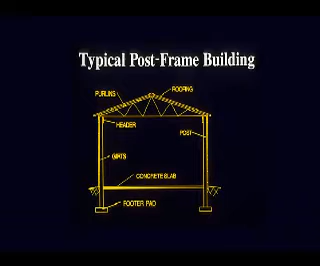 Typical Post-Frame Building
PURLINS
ROOFING
HEADER
POST
GIRTS
CONCRETE SLAB
FOOTER PAD